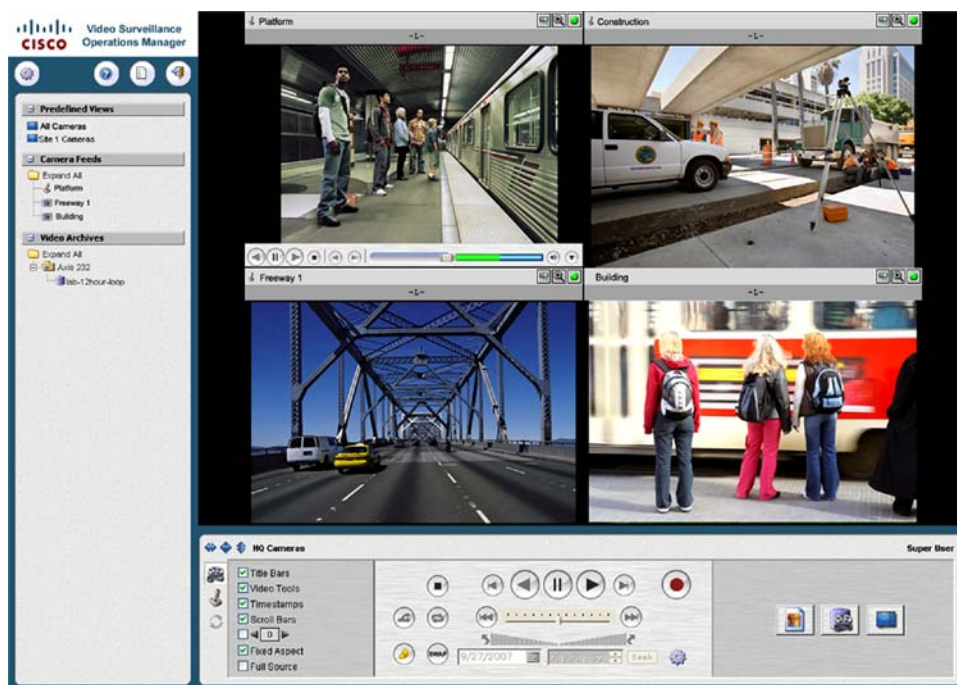 CISCO
Video Surveillance
Operations Manager
Predefined Views
All Cameras
Site 1 Cameras
Camera Feeds
Expand All
Platform
Freeway 1
Building
Video Archives
Expand All
Axis 232
lab-12hour-loop
Platform
-L-
Construction
-L-
Freeway 1
-L-
Building
-L-
HQ Cameras
Super User
Title Bars
Video Tools
Timestamps
Scroll Bars
0
Fixed Aspect
Full Source
SWAP
9/27/2007
Seek